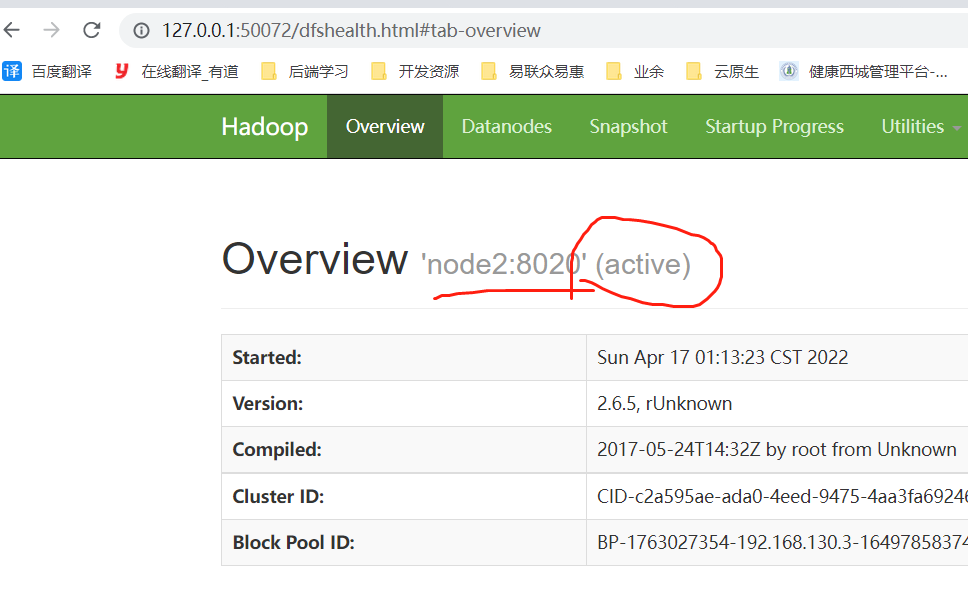 127.0.0.1:50072/dfshealth.html#tab-overview
译 百度翻译 y 在线翻译_有道 后端学习 开发资源 易联众易惠 业余 云原生 健康西城管理平台-...
Hadoop Overview Datanodes Snapshot Startup Progress Utilities
Overview 'node2:8020' (active)
Started: Sun Apr 17 01:13:23 CST 2022
Version: 2.6.5, rUnknown
Compiled: 2017-05-24T14:32Z by root from Unknown
Cluster ID: CID-c2a595ae-ada0-4eed-9475-4aa3fa6924
Block Pool ID: BP-1763027354-192.168.130.3-1649785837